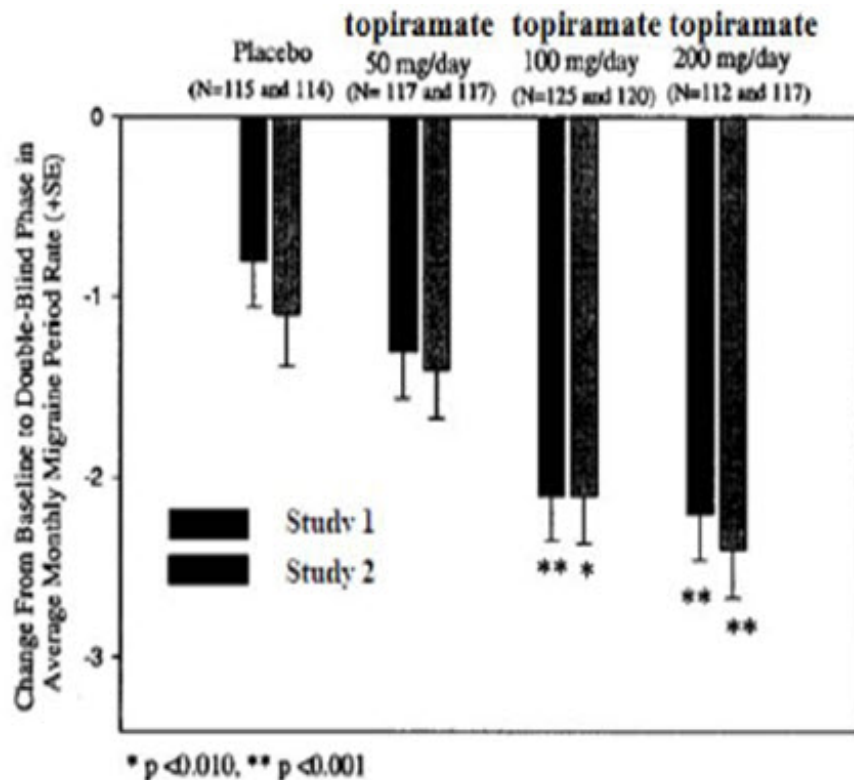 Placebo
(N=115 and 114)
topiramate
50 mg/day
(N= 117 and 117)
topiramate
100 mg/day
(N=125 and 120)
topiramate
200 mg/day
(N=112 and 117)
Change From Baseline to Double-Blind Phase in
Average Monthly Migraine Period Rate (+SE)
0
-1
-2
-3
Study 1
Study 2
** *
** **
* p <0.010, ** p <0.001